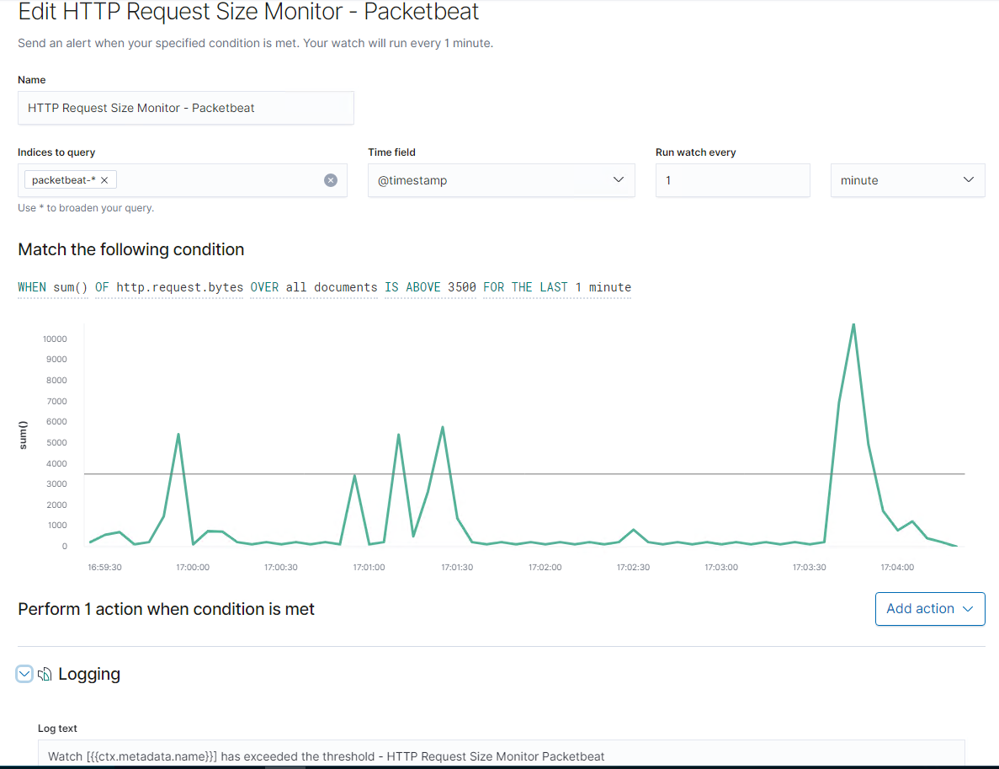 Edit HTTP Request Size Monitor - Packetbeat
Send an alert when your specified condition is met. Your watch will run every 1 minute.
Name
HTTP Request Size Monitor - Packetbeat
Indices to query
Time field
Run watch every
packetbeat-*
@timestamp
1
minute
Use * to broaden your query.
Match the following condition
WHEN sum() OF http.request.bytes OVER all documents IS ABOVE 3500 FOR THE LAST 1 minute
sum()
10000
9000
8000
7000
6000
5000
4000
3000
2000
1000
0
16:59:30 17:00:00 17:00:30 17:01:00 17:01:30 17:02:00 17:02:30 17:03:00 17:03:30 17:04:00
Perform 1 action when condition is met
Add action
Logging
Log text
Watch [{{ctx.metadata.name}}] has exceeded the threshold - HTTP Request Size Monitor Packetbeat